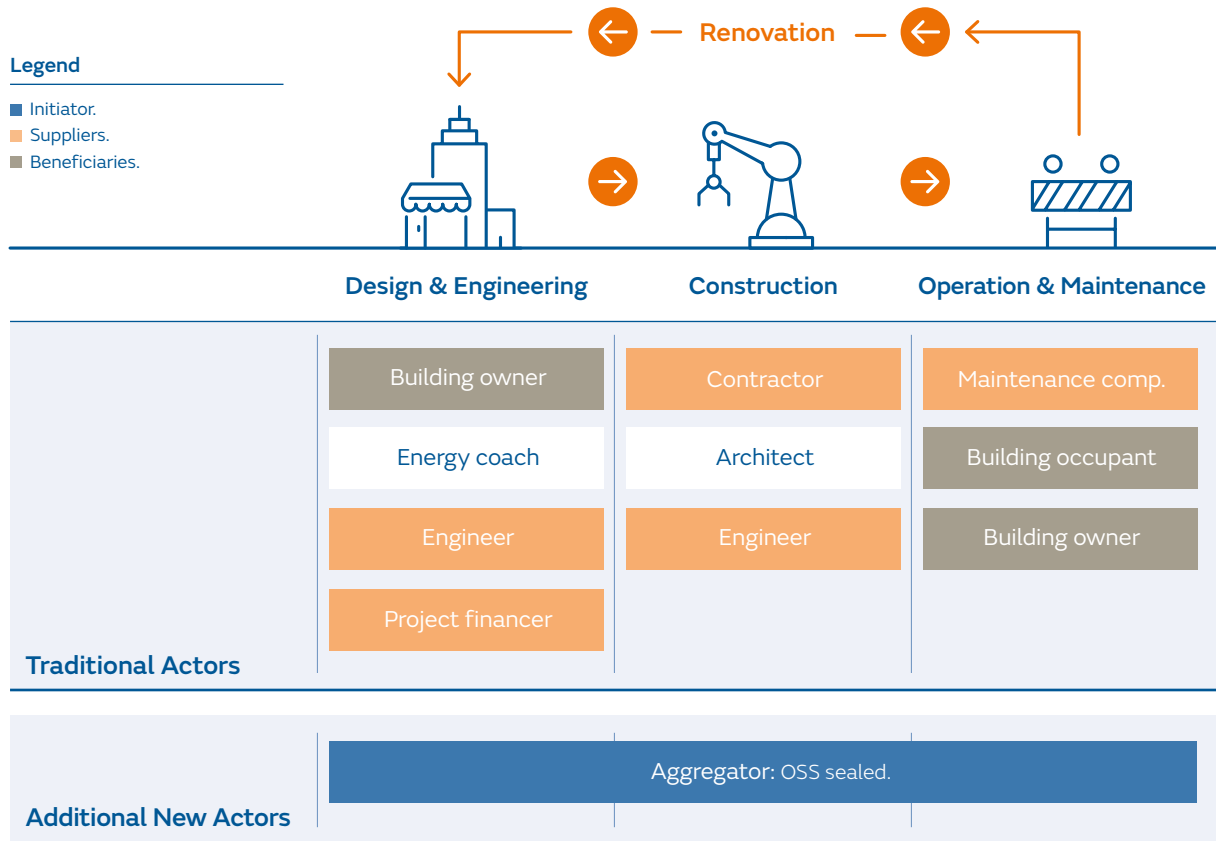 Renovation
Legend
Initiator.
Suppliers.
Beneficiaries.
Design & Engineering
Construction
Operation & Maintenance
Building owner
Contractor
Maintenance comp.
Energy coach
Architect
Building occupant
Engineer
Engineer
Building owner
Project financer
Traditional Actors
Aggregator: OSS sealed.
Additional New Actors